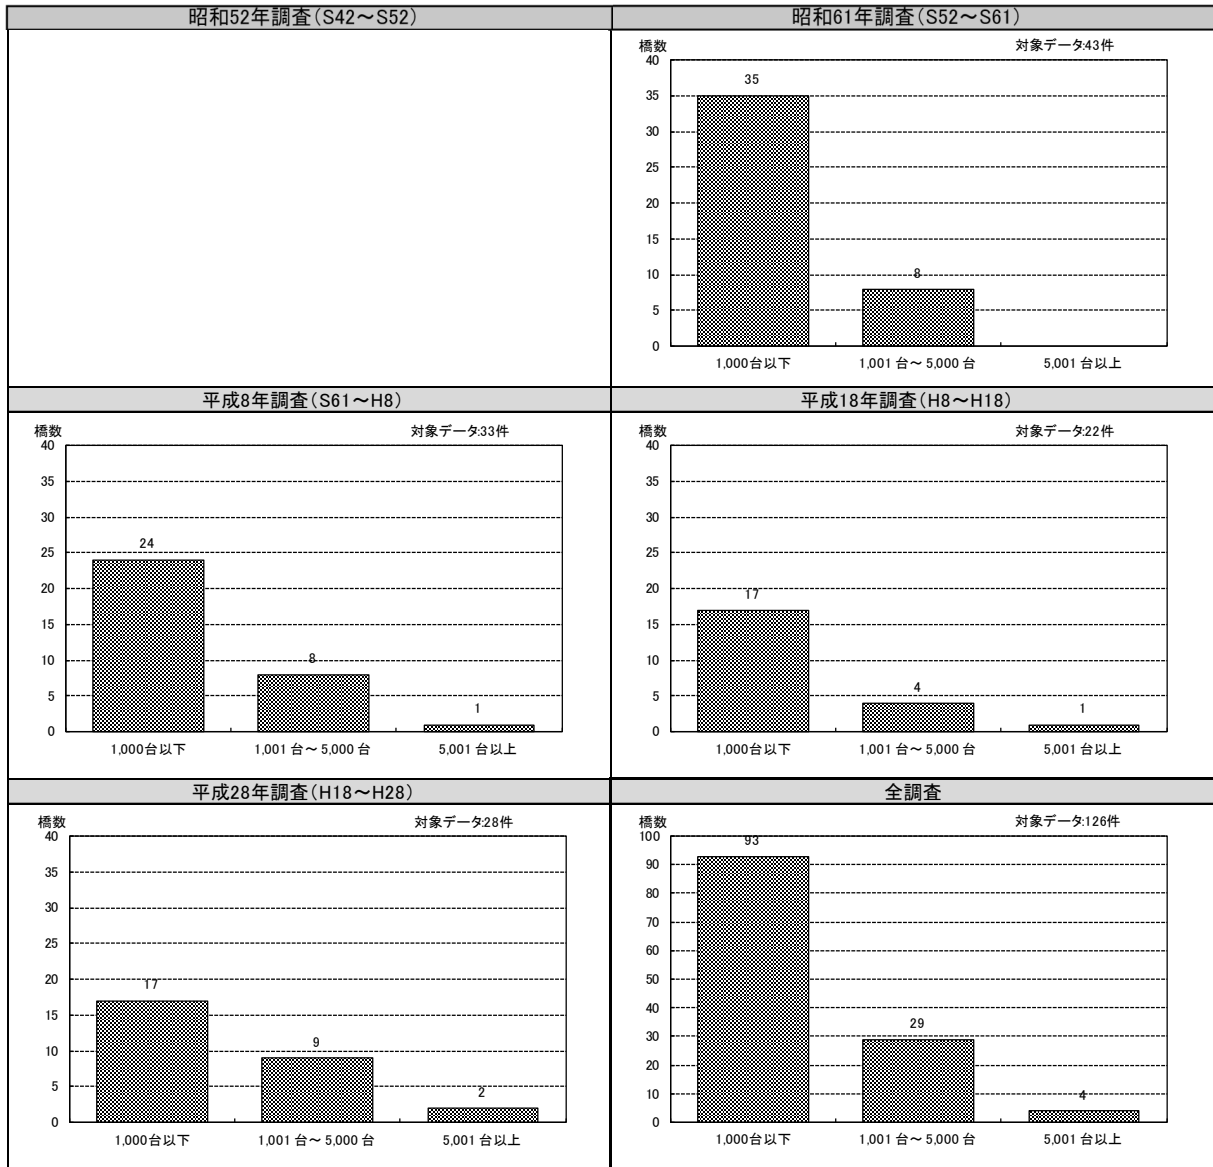 昭和52年調査(S42～S52)
昭和61年調査(S52～S61)
橋数
対象データ:43件
40
35
30
25
20
15
10
5
0
35
8
1,000台以下
1,001 台～ 5,000 台
5,001 台以上
平成8年調査(S61～H8)
橋数
対象データ:33件
40
35
30
25
20
15
10
5
0
24
8
1
1,000台以下
1,001 台～ 5,000 台
5,001 台以上
平成18年調査(H8～H18)
橋数
対象データ:22件
40
35
30
25
20
15
10
5
0
17
4
1
1,000台以下
1,001 台～ 5,000 台
5,001 台以上
平成28年調査(H18～H28)
橋数
対象データ:28件
40
35
30
25
20
15
10
5
0
17
9
2
1,000台以下
1,001 台～ 5,000 台
5,001 台以上
全調査
橋数
対象データ:126件
100
90
80
70
60
50
40
30
20
10
0
93
29
4
1,000台以下
1,001 台～ 5,000 台
5,001 台以上